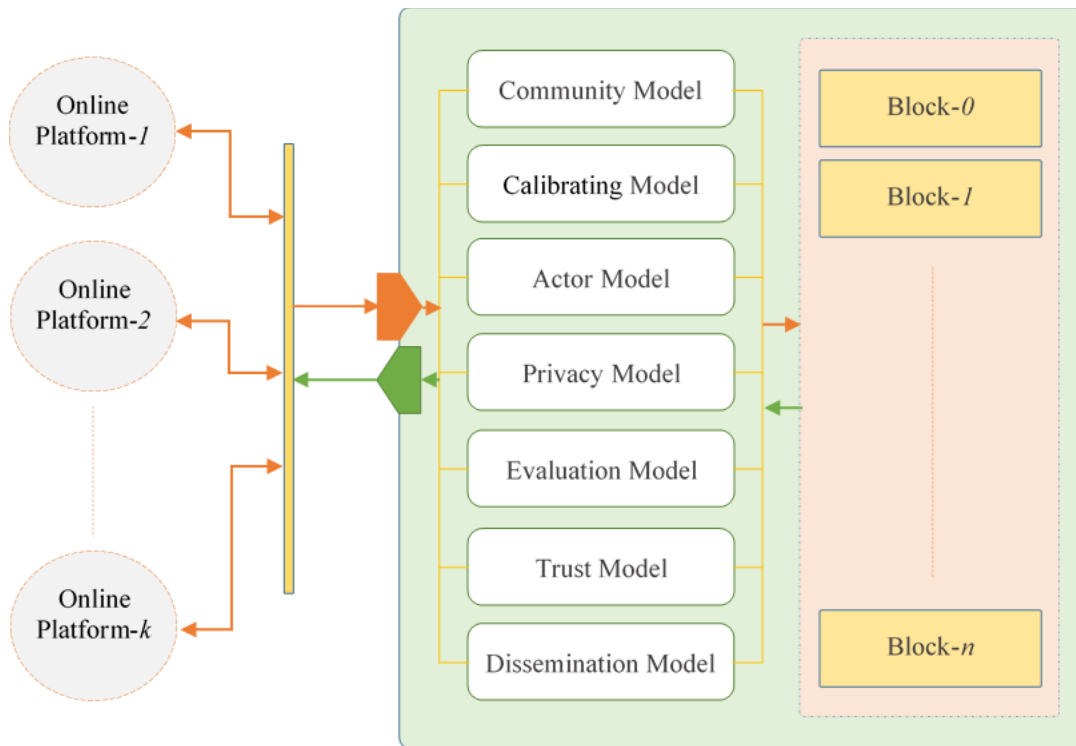 Online
Platform-1
Online
Platform-2
Online
Platform-k
Community Model
Calibrating Model
Actor Model
Privacy Model
Evaluation Model
Trust Model
Dissemination Model
Block-0
Block-1
Block-n